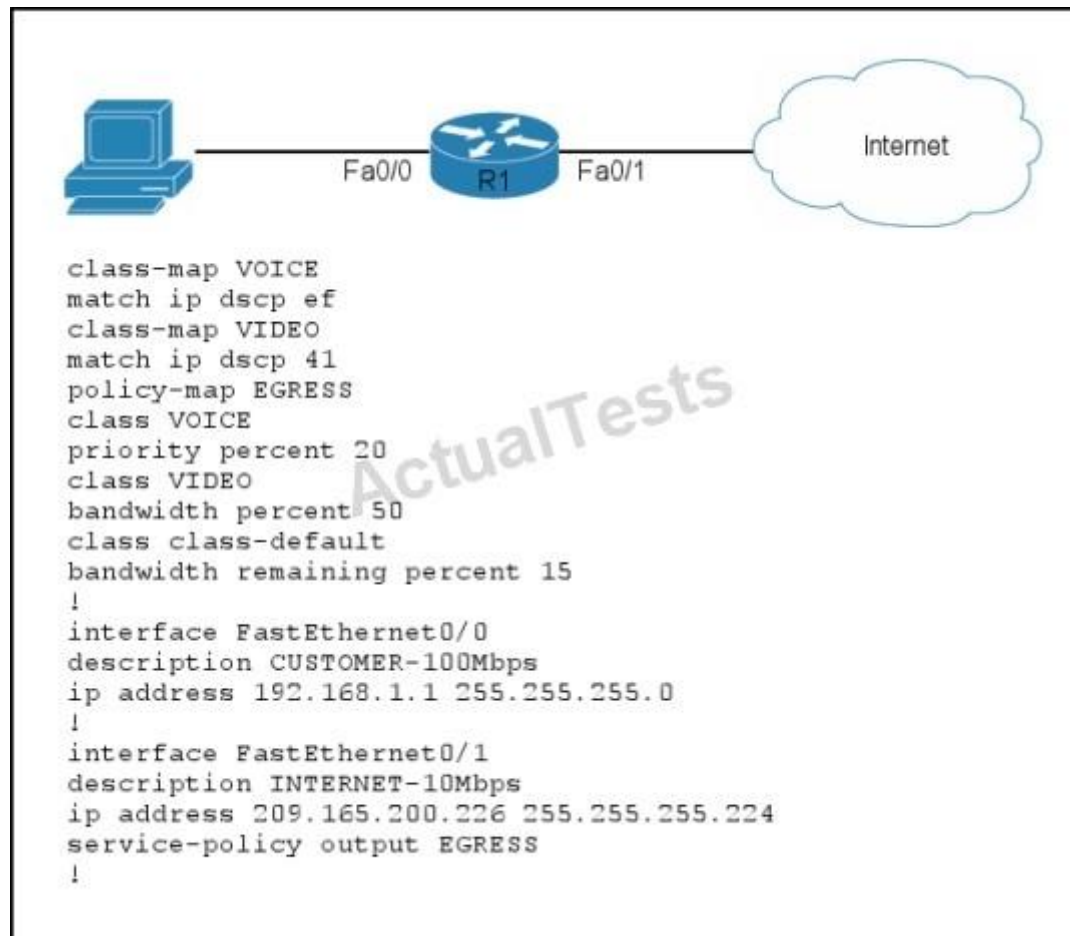 Internet
Fa0/0
R1
Fa0/1
class-map VOICE
match ip dscp ef
class-map VIDEO
match ip dscp 41
policy-map EGRESS
class VOICE
priority percent 20
class VIDEO
bandwidth percent 50
class class-default
bandwidth remaining percent 15
!
interface FastEthernet0/0
description CUSTOMER-100Mbps
ip address 192.168.1.1 255.255.255.0
!
interface FastEthernet0/1
description INTERNET-10Mbps
ip address 209.165.200.226 255.255.255.224
service-policy output EGRESS
!
ActualTests